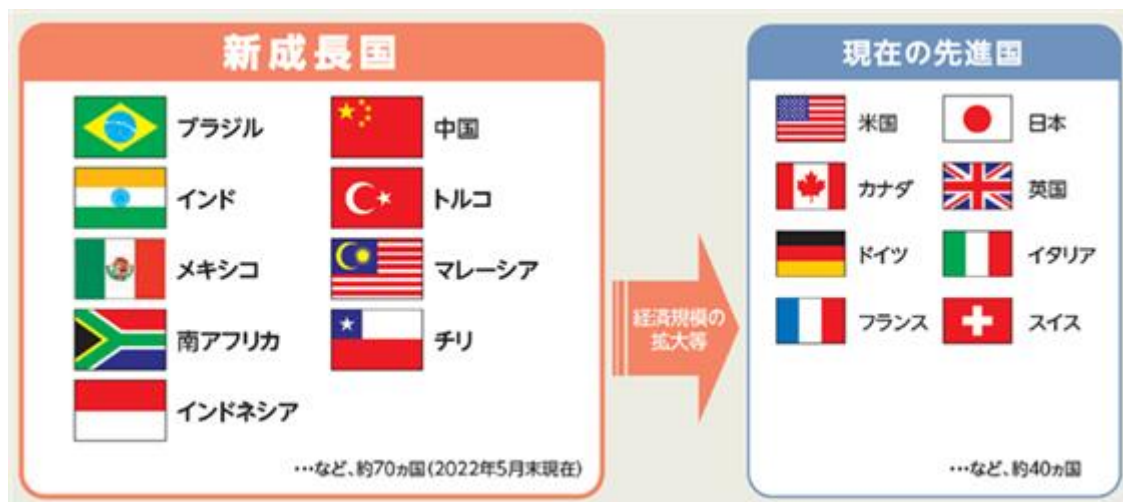 新成長国
ブラジル
中国
インド
トルコ
メキシコ
マレーシア
南アフリカ
チリ
インドネシア
…など、約70ヵ国(2022年5月末現在)
経済規模の
拡大等
現在の先進国
米国
日本
カナダ
英国
ドイツ
イタリア
フランス
スイス
…など、約40ヵ国